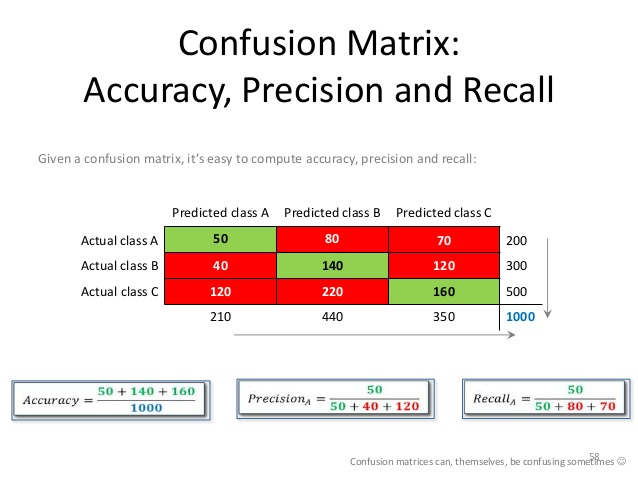 Confusion Matrix:
Accuracy, Precision and Recall
Given a confusion matrix, it's easy to compute accuracy, precision and recall:
Predicted class A Predicted class B Predicted class C
Actual class A 50 80 70 200
Actual class B 40 140 120 300
Actual class C 120 220 160 500
210 440 350 1000
Accuracy = (50 + 140 + 160) / 1000
Precision_A = 50 / (50 + 40 + 120)
Recall_A = 50 / (50 + 80 + 70)
58
Confusion matrices can, themselves, be confusing sometimes ☺